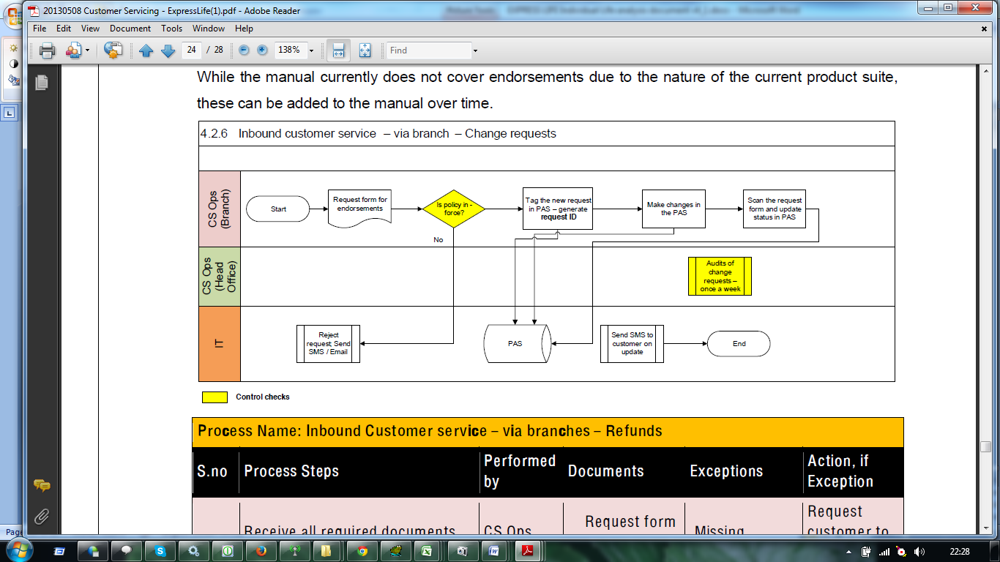 20130508 Customer Servicing - ExpressLife(1).pdf - Adobe Reader
File Edit View Document Tools Window Help
24 / 28 138% Find
While the manual currently does not cover endorsements due to the nature of the current product suite,
these can be added to the manual over time.
4.2.6 Inbound customer service – via branch – Change requests
CS Ops
(Branch)
Start
Request form for
endorsements
Is policy in -
force?
No
Tag the new request
in PAS – generate
request ID
Make changes in
the PAS
Scan the request
form and update
status in PAS
CS Ops
(Head
Office)
Audits of
change
requests –
once a week
IT
Reject
request; Send
SMS / Email
PAS
Send SMS to
customer on
update
End
Control checks
Process Name: Inbound Customer service – via branches – Refunds
S.no Process Steps Performed by Documents Exceptions Action, if Exception
Receive all required documents CS Ops Request form Missing Request customer to
Page
22:28